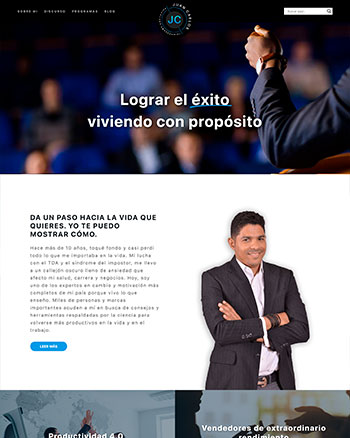 SOBRE MI DISCURSO PROGRAMAS BLOG
JUAN CARLOS
JC
Lograr el éxito
viviendo con propósito
DA UN PASO HACIA LA VIDA QUE
QUIERES. YO TE PUEDO
MOSTRAR CÓMO.
Hace más de 10 años, toqué fondo y casi perdí
todo lo que me importaba en la vida. Mi lucha
con el TDA y el síndrome del impostor, me llevó
a un callejón oscuro lleno de ansiedad que
afectó mi salud, carrera y negocios. Hoy, soy
uno de los expertos en cambio y motivación más
completos de mi país porque vivo lo que
enseño. Miles de personas y marcas
importantes acuden a mí en busca de consejos y
herramientas respaldadas por la ciencia para
volverse más productivos en la vida y en el
trabajo.
LEER MÁS
Productividad 4.0
Vendedores de extraordinario
rendimiento